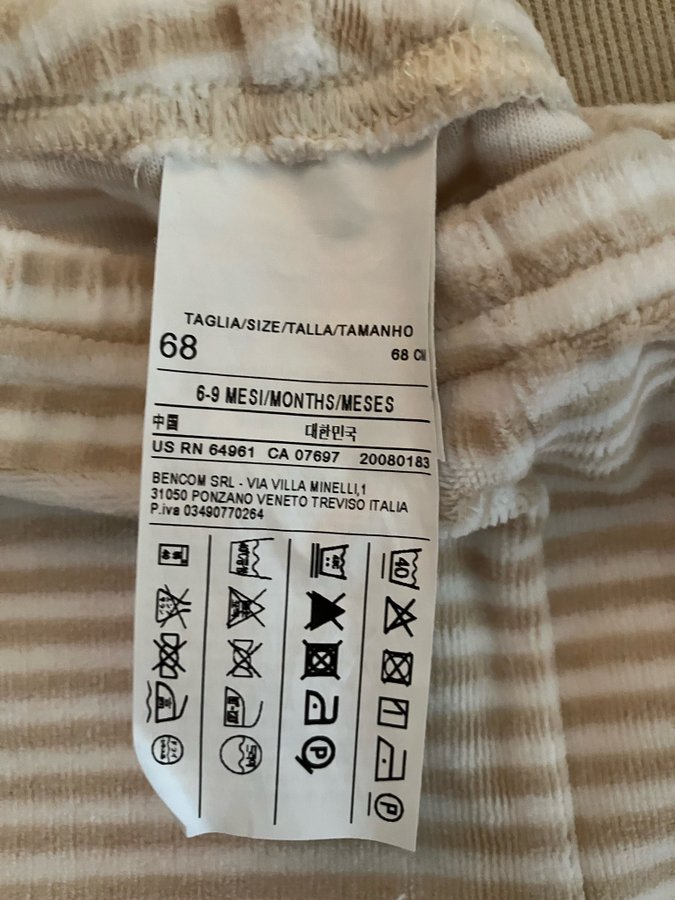 TAGLIA/SIZE/TALLA/TAMANHO
68 68 CM
6-9 MESI/MONTHS/MESES
中国 대한민국
US RN 64961 CA 07697 20080183
BENCOM SRL - VIA VILLA MINELLI,1
31050 PONZANO VENETO TREVISO ITALIA
P.iva 03490770264
40
P
P